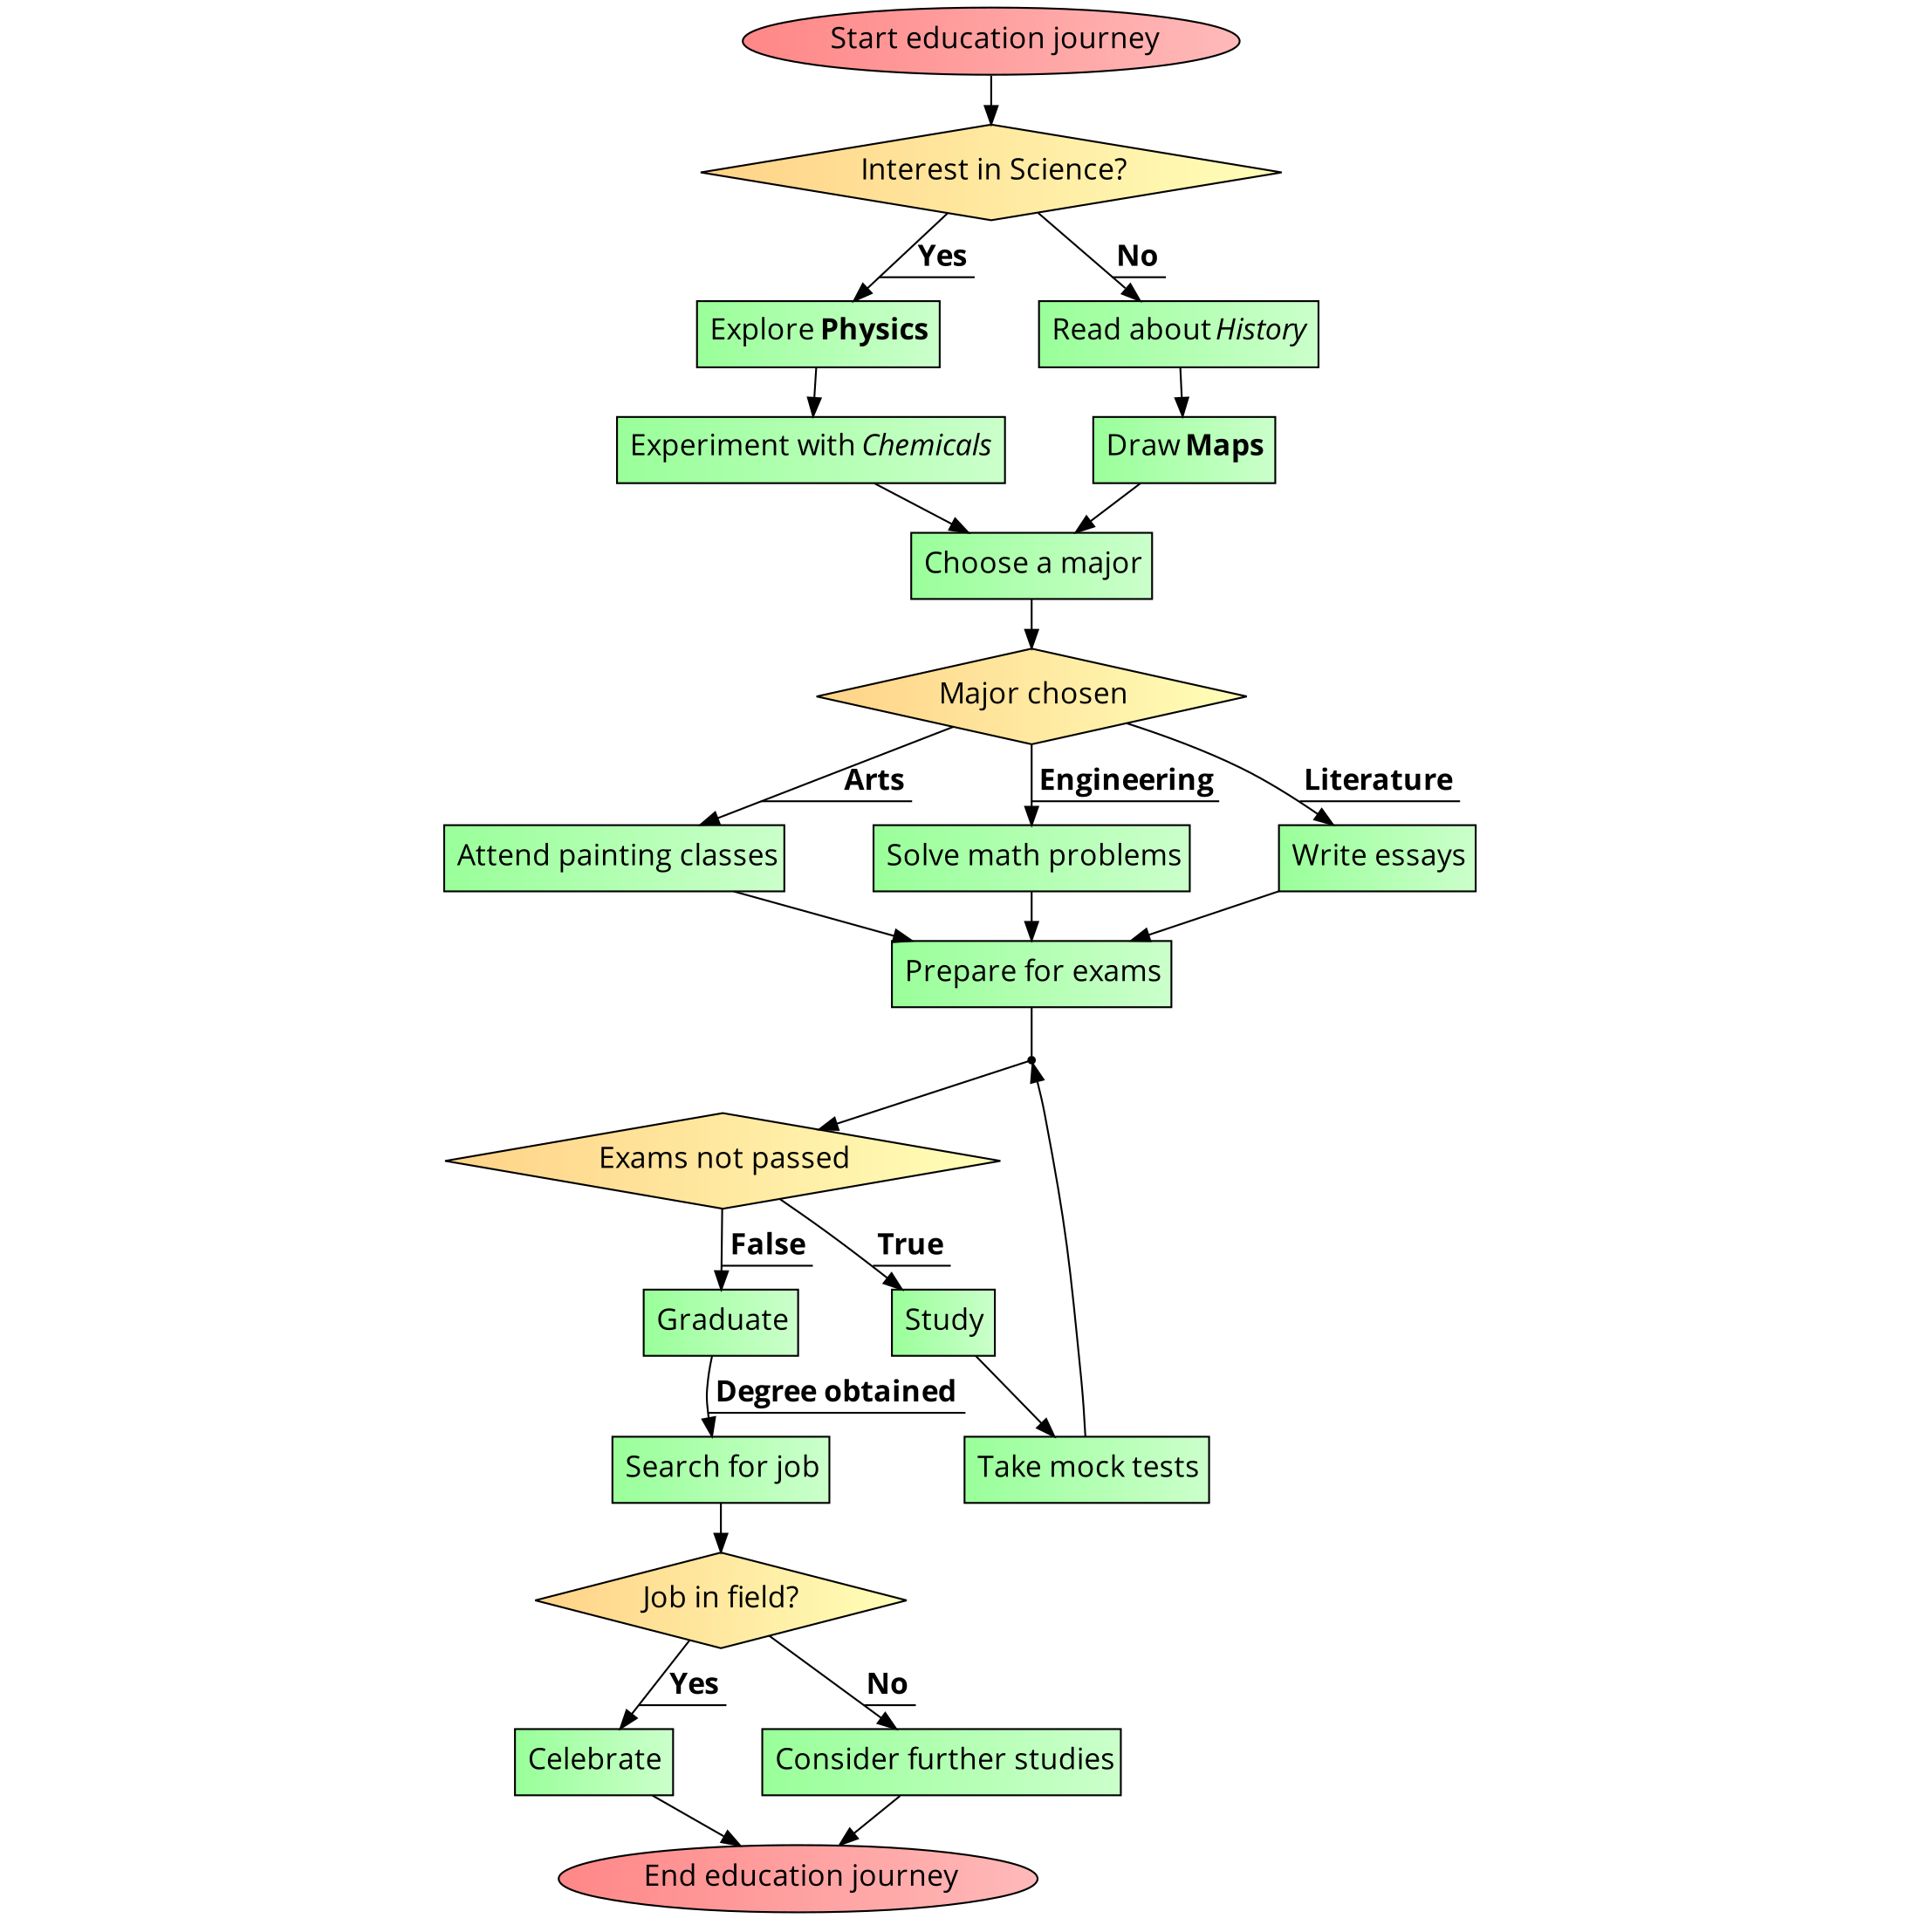 Start education journey
Interest in Science?
Yes
No
Explore Physics
Read about History
Experiment with Chemicals
Draw Maps
Choose a major
Major chosen
Arts
Engineering
Literature
Attend painting classes
Solve math problems
Write essays
Prepare for exams
Exams not passed
False
True
Graduate
Study
Degree obtained
Search for job
Take mock tests
Job in field?
Yes
No
Celebrate
Consider further studies
End education journey